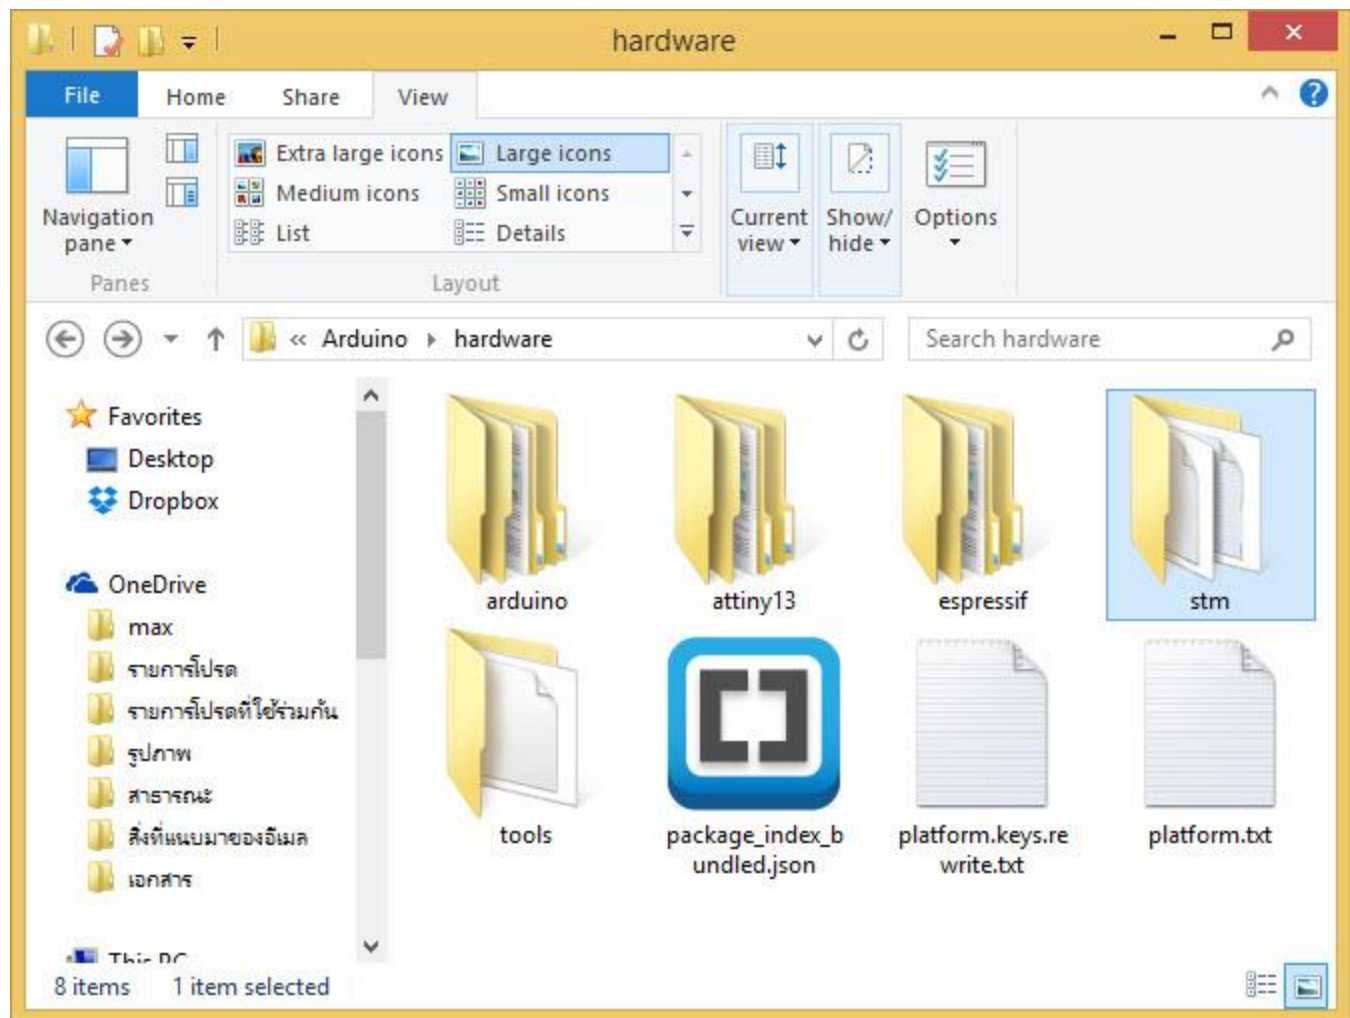 hardware
File Home Share View
Extra large icons Large icons
Medium icons Small icons
List Details
Navigation pane
Current view
Show/ hide
Options
Panes
Layout
« Arduino hardware
Search hardware
Favorites
Desktop
Dropbox
OneDrive
max
รายการโปรด
รายการโปรดที่ใช้ร่วมกัน
รูปภาพ
สาธารณะ
สิ่งที่แนบมาของอีเมล
เอกสาร
This PC
arduino
attiny13
espressif
stm
tools
package_index_b
undled.json
platform.keys.re
write.txt
platform.txt
8 items 1 item selected